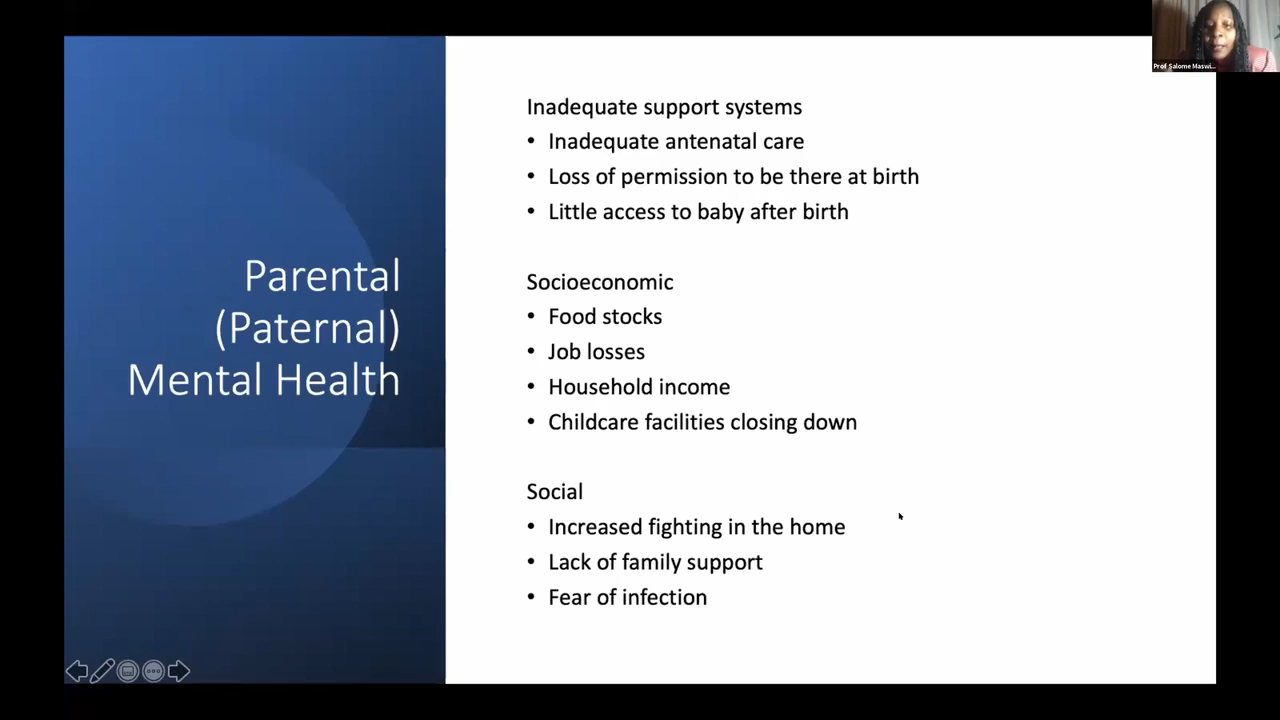 Prof Salome Maswi...
Inadequate support systems
• Inadequate antenatal care
• Loss of permission to be there at birth
• Little access to baby after birth
Socioeconomic
• Food stocks
• Job losses
• Household income
• Childcare facilities closing down
Social
• Increased fighting in the home
• Lack of family support
• Fear of infection
Parental
(Paternal)
Mental Health